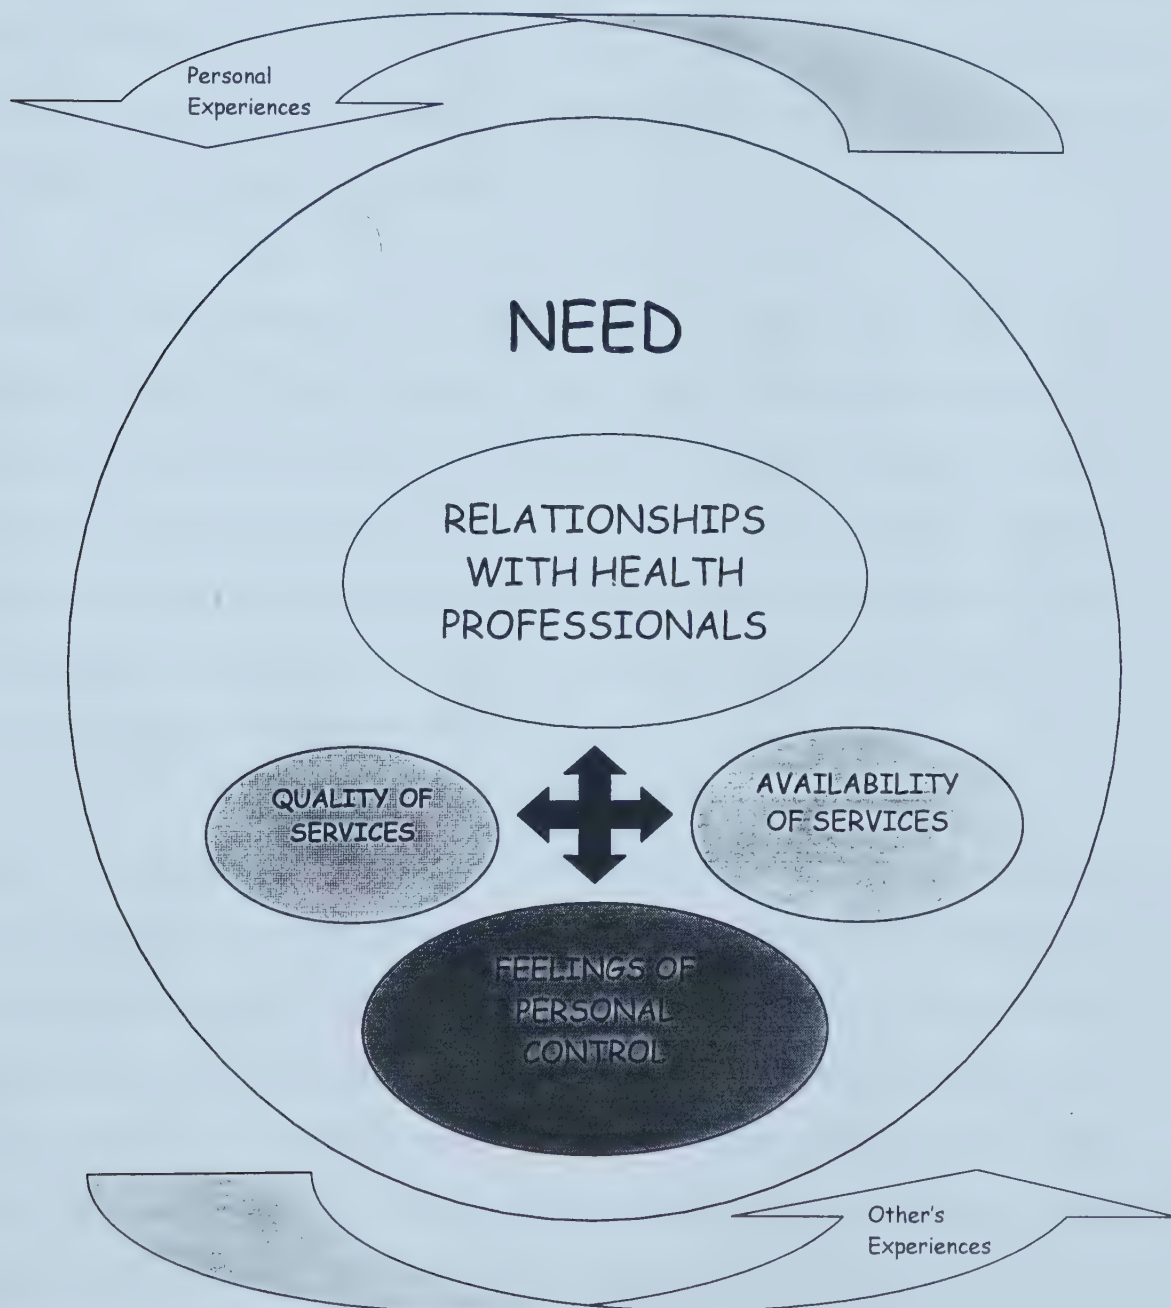 Personal
Experiences
NEED
RELATIONSHIPS
WITH HEALTH
PROFESSIONALS
QUALITY OF
SERVICES
AVAILABILITY
OF SERVICES
FEELINGS OF
PERSONAL
CONTROL
Other's
Experiences